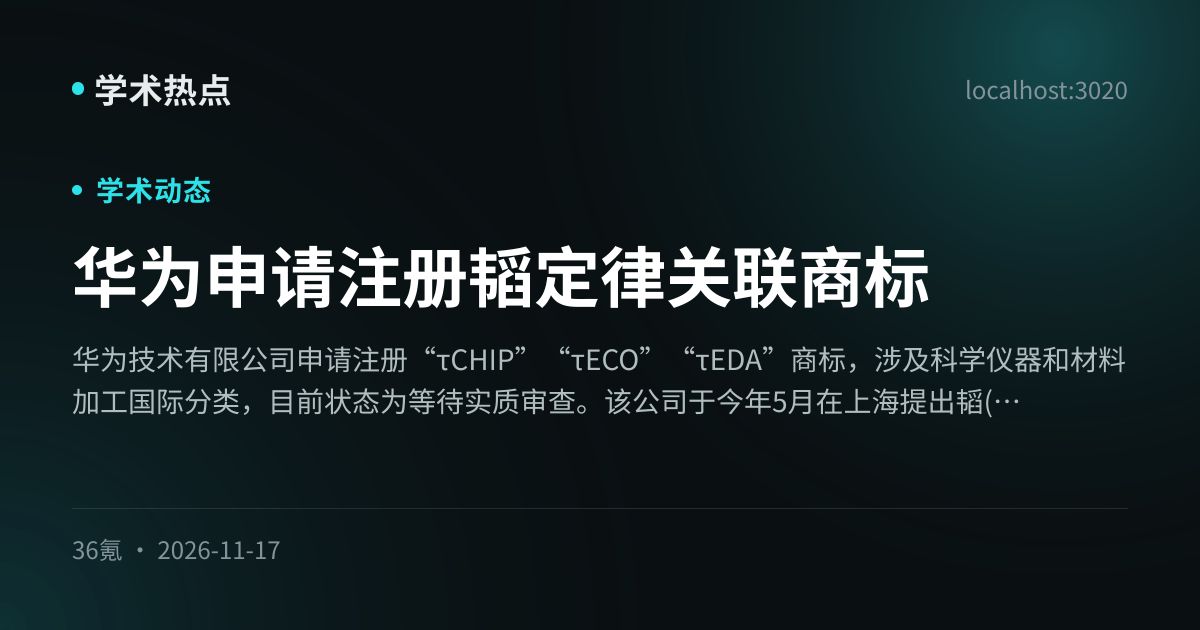 学术热点
localhost:3020
学术动态
华为申请注册韬定律关联商标
华为技术有限公司申请注册“τCHIP”“τECO”“τEDA”商标，涉及科学仪器和材料
加工国际分类，目前状态为等待实质审查。该公司于今年5月在上海提出韬(…
36氪 · 2026-11-17